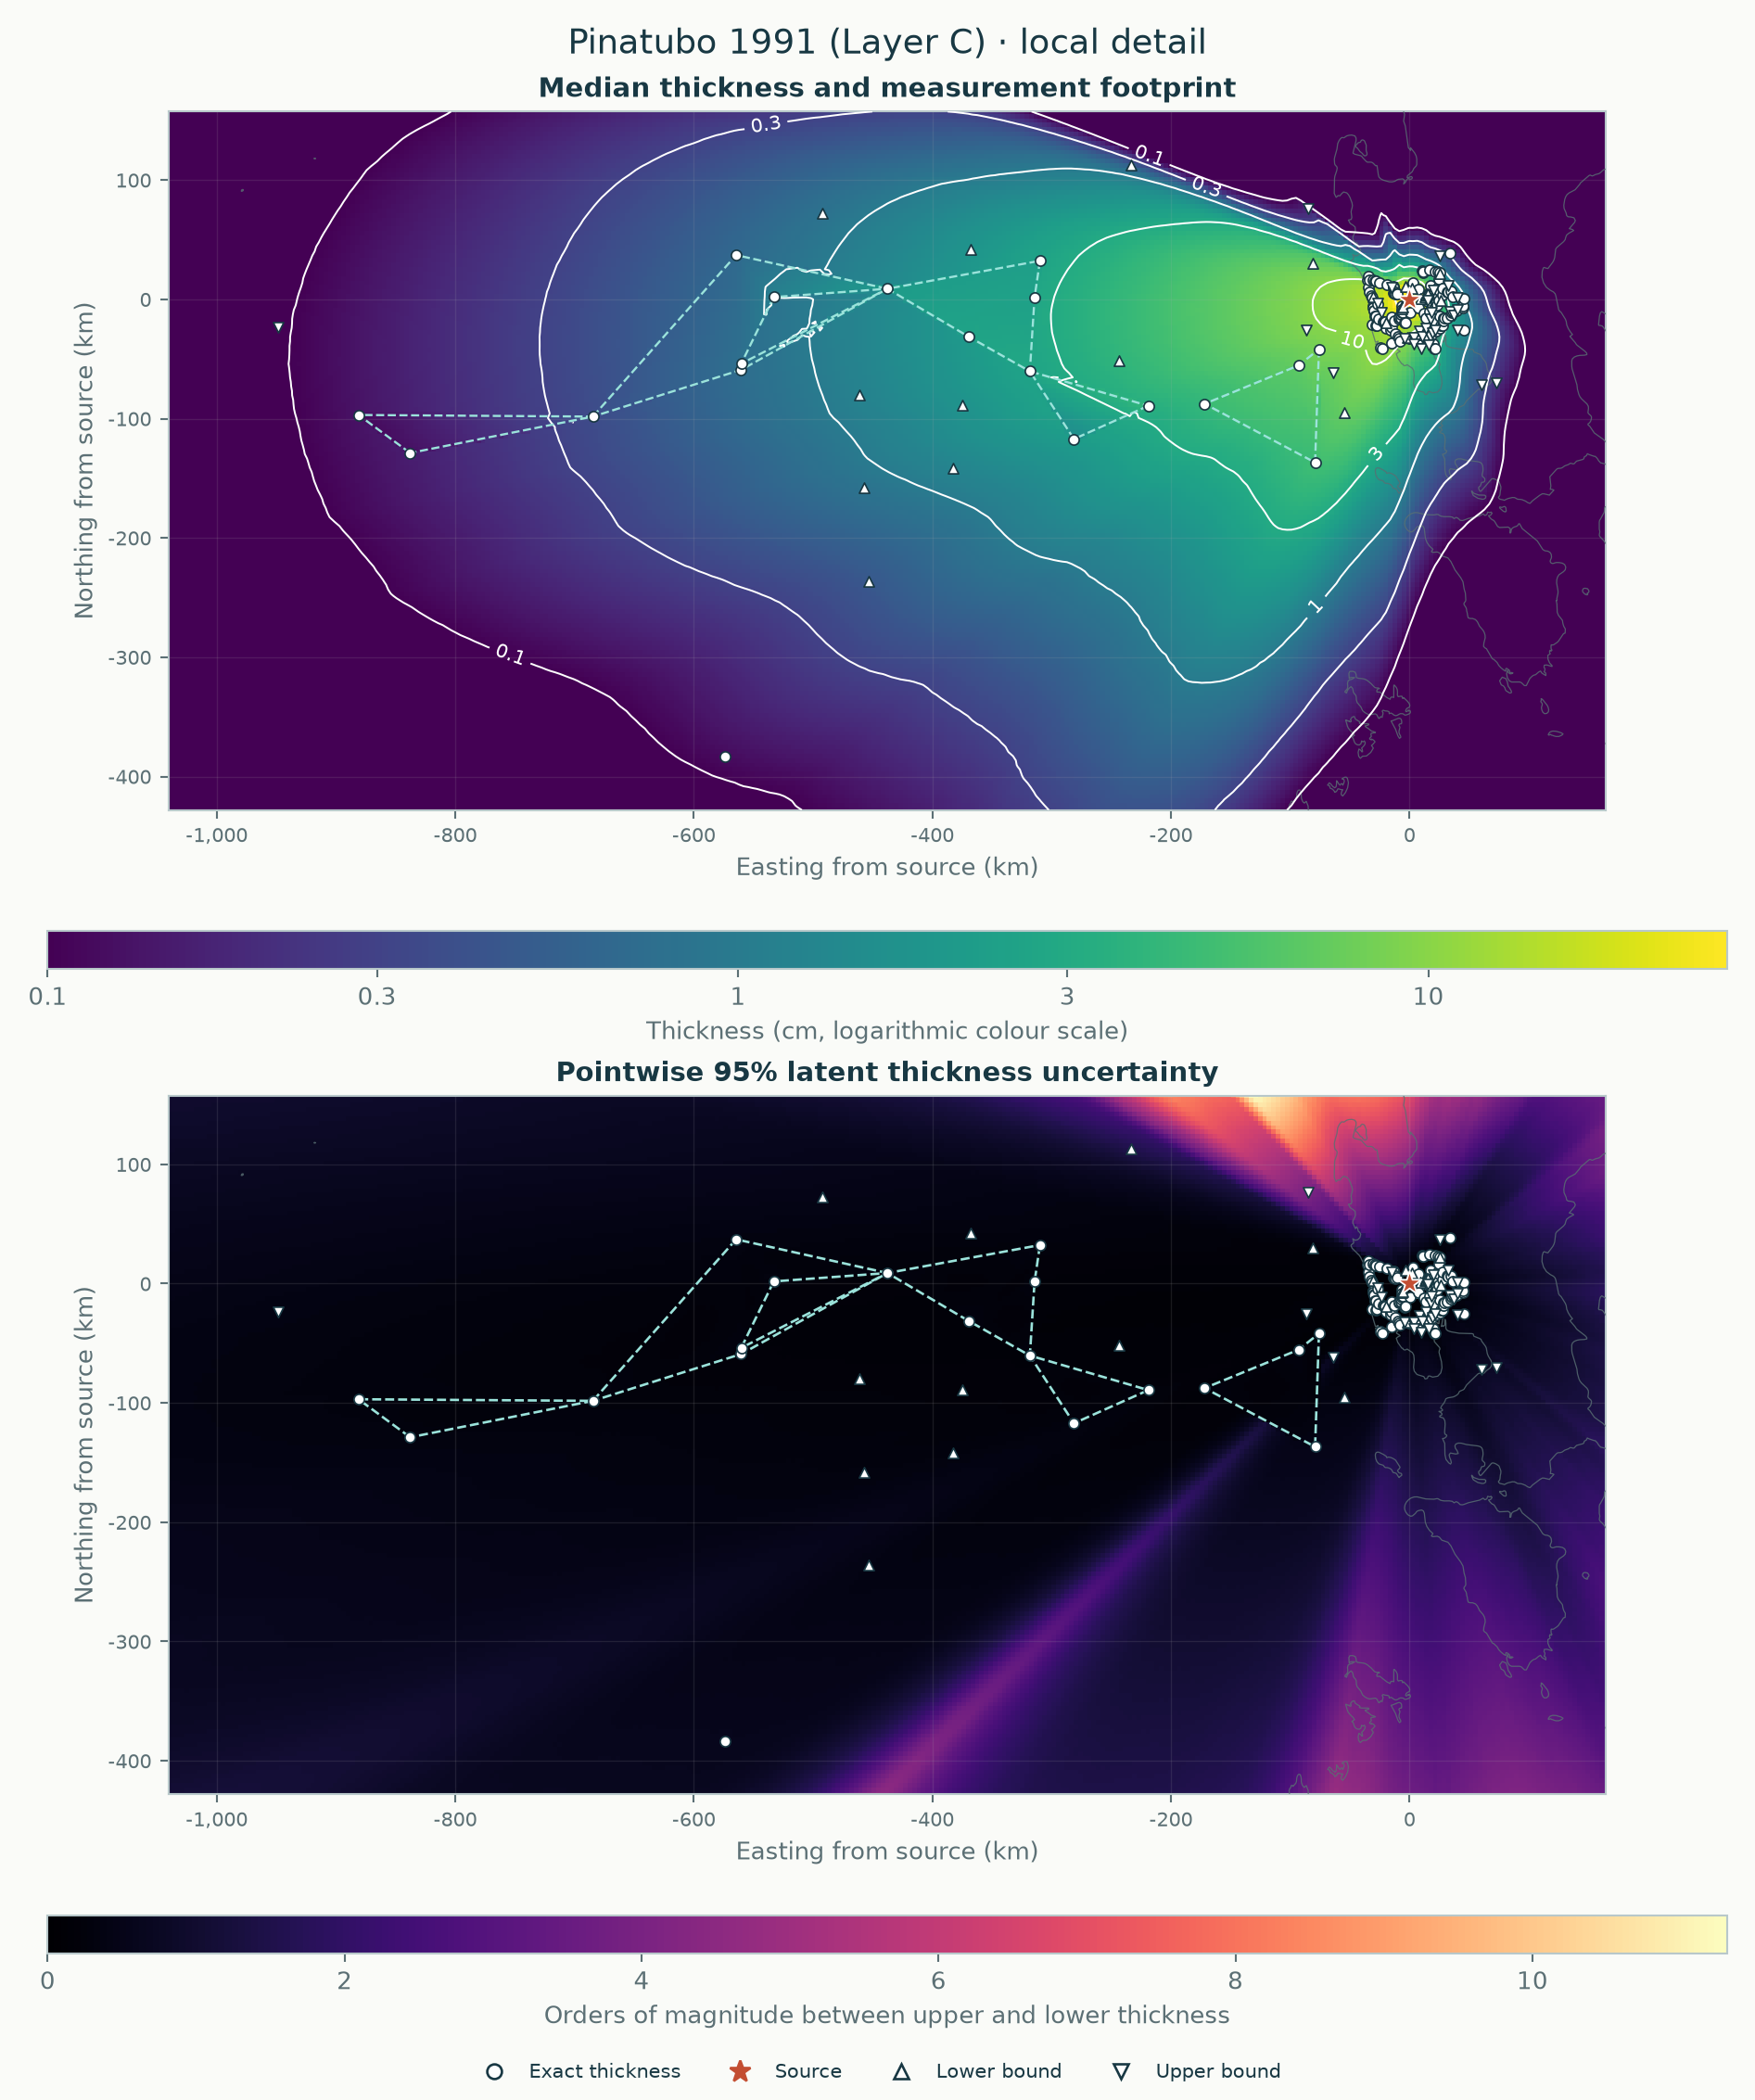 Pinatubo 1991 (Layer C) · local detail
Median thickness and measurement footprint
Northing from source (km)
100
0
-100
-200
-300
-400
0.3
0.1
0.3
10
3
1
0.1
-1,000 -800 -600 -400 -200 0
Easting from source (km)
0.1 0.3 1 3 10
Thickness (cm, logarithmic colour scale)
Pointwise 95% latent thickness uncertainty
Northing from source (km)
100
0
-100
-200
-300
-400
-1,000 -800 -600 -400 -200 0
Easting from source (km)
0 2 4 6 8 10
Orders of magnitude between upper and lower thickness
Exact thickness Source Lower bound Upper bound